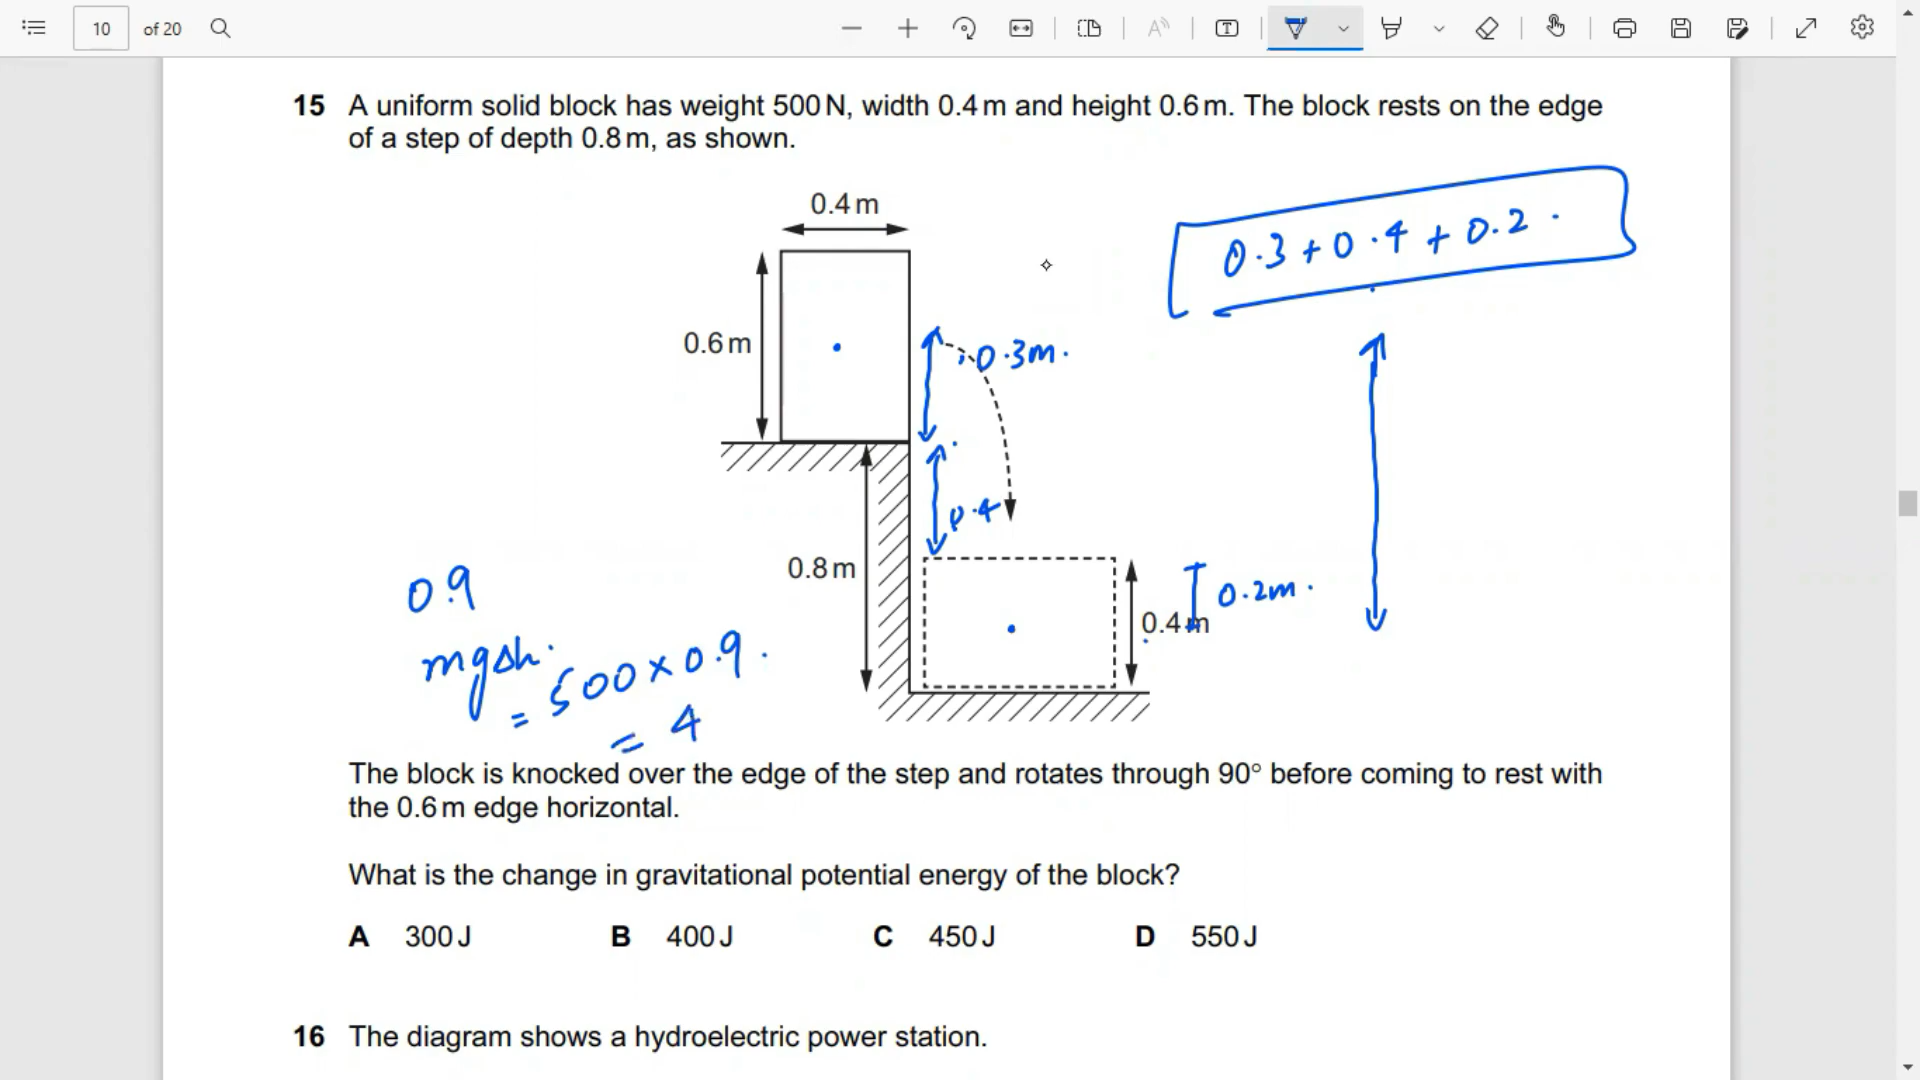 10 of 20
15 A uniform solid block has weight 500 N, width 0.4 m and height 0.6 m. The block rests on the edge
of a step of depth 0.8 m, as shown.
0.4 m
0.3 + 0.4 + 0.2
0.6 m
0.3m.
0.4
0.8 m
0.2m.
0.4 m
0.9
mgΔh.
= 500 × 0.9.
= 4
The block is knocked over the edge of the step and rotates through 90° before coming to rest with
the 0.6 m edge horizontal.
What is the change in gravitational potential energy of the block?
A 300 J B 400 J C 450 J D 550 J
16 The diagram shows a hydroelectric power station.